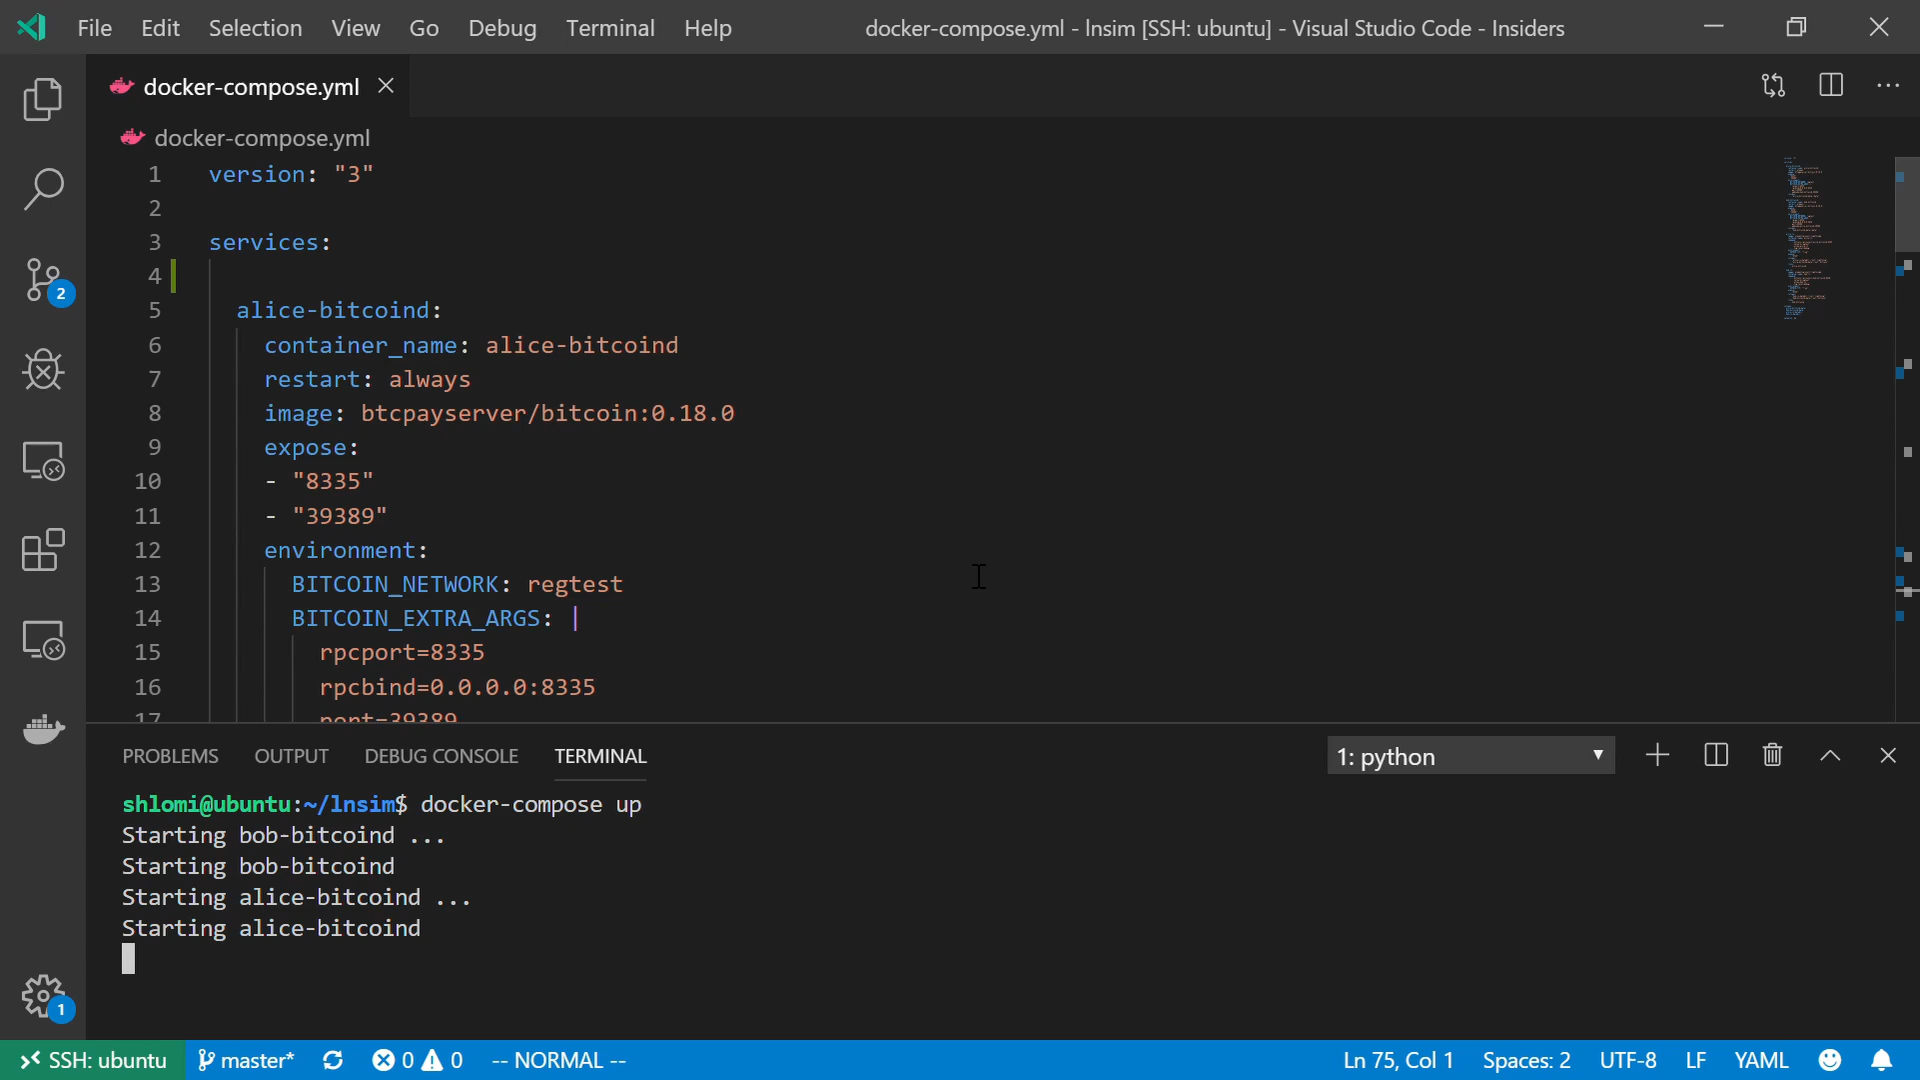 File Edit Selection View Go Debug Terminal Help docker-compose.yml - lnsim [SSH: ubuntu] - Visual Studio Code - Insiders
docker-compose.yml
docker-compose.yml
1 version: "3"
2
3 services:
4
5 alice-bitcoind:
6 container_name: alice-bitcoind
7 restart: always
8 image: btcpayserver/bitcoin:0.18.0
9 expose:
10 - "8335"
11 - "39389"
12 environment:
13 BITCOIN_NETWORK: regtest
14 BITCOIN_EXTRA_ARGS: |
15 rpcport=8335
16 rpcbind=0.0.0.0:8335
17 port=39389
2
1
PROBLEMS OUTPUT DEBUG CONSOLE TERMINAL 1: python
shlomi@ubuntu:~/lnsim$ docker-compose up
Starting bob-bitcoind ...
Starting bob-bitcoind
Starting alice-bitcoind ...
Starting alice-bitcoind
SSH: ubuntu master* 0 0 -- NORMAL -- Ln 75, Col 1 Spaces: 2 UTF-8 LF YAML